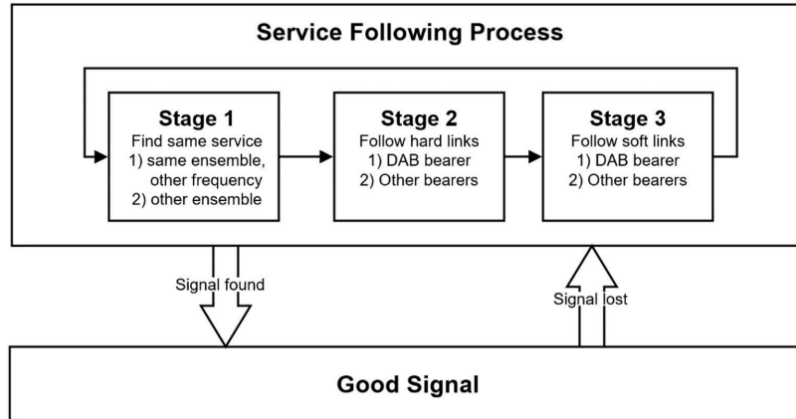 Service Following Process
Stage 1
Find same service
1) same ensemble,
other frequency
2) other ensemble
Stage 2
Follow hard links
1) DAB bearer
2) Other bearers
Stage 3
Follow soft links
1) DAB bearer
2) Other bearers
Signal found
Signal lost
Good Signal